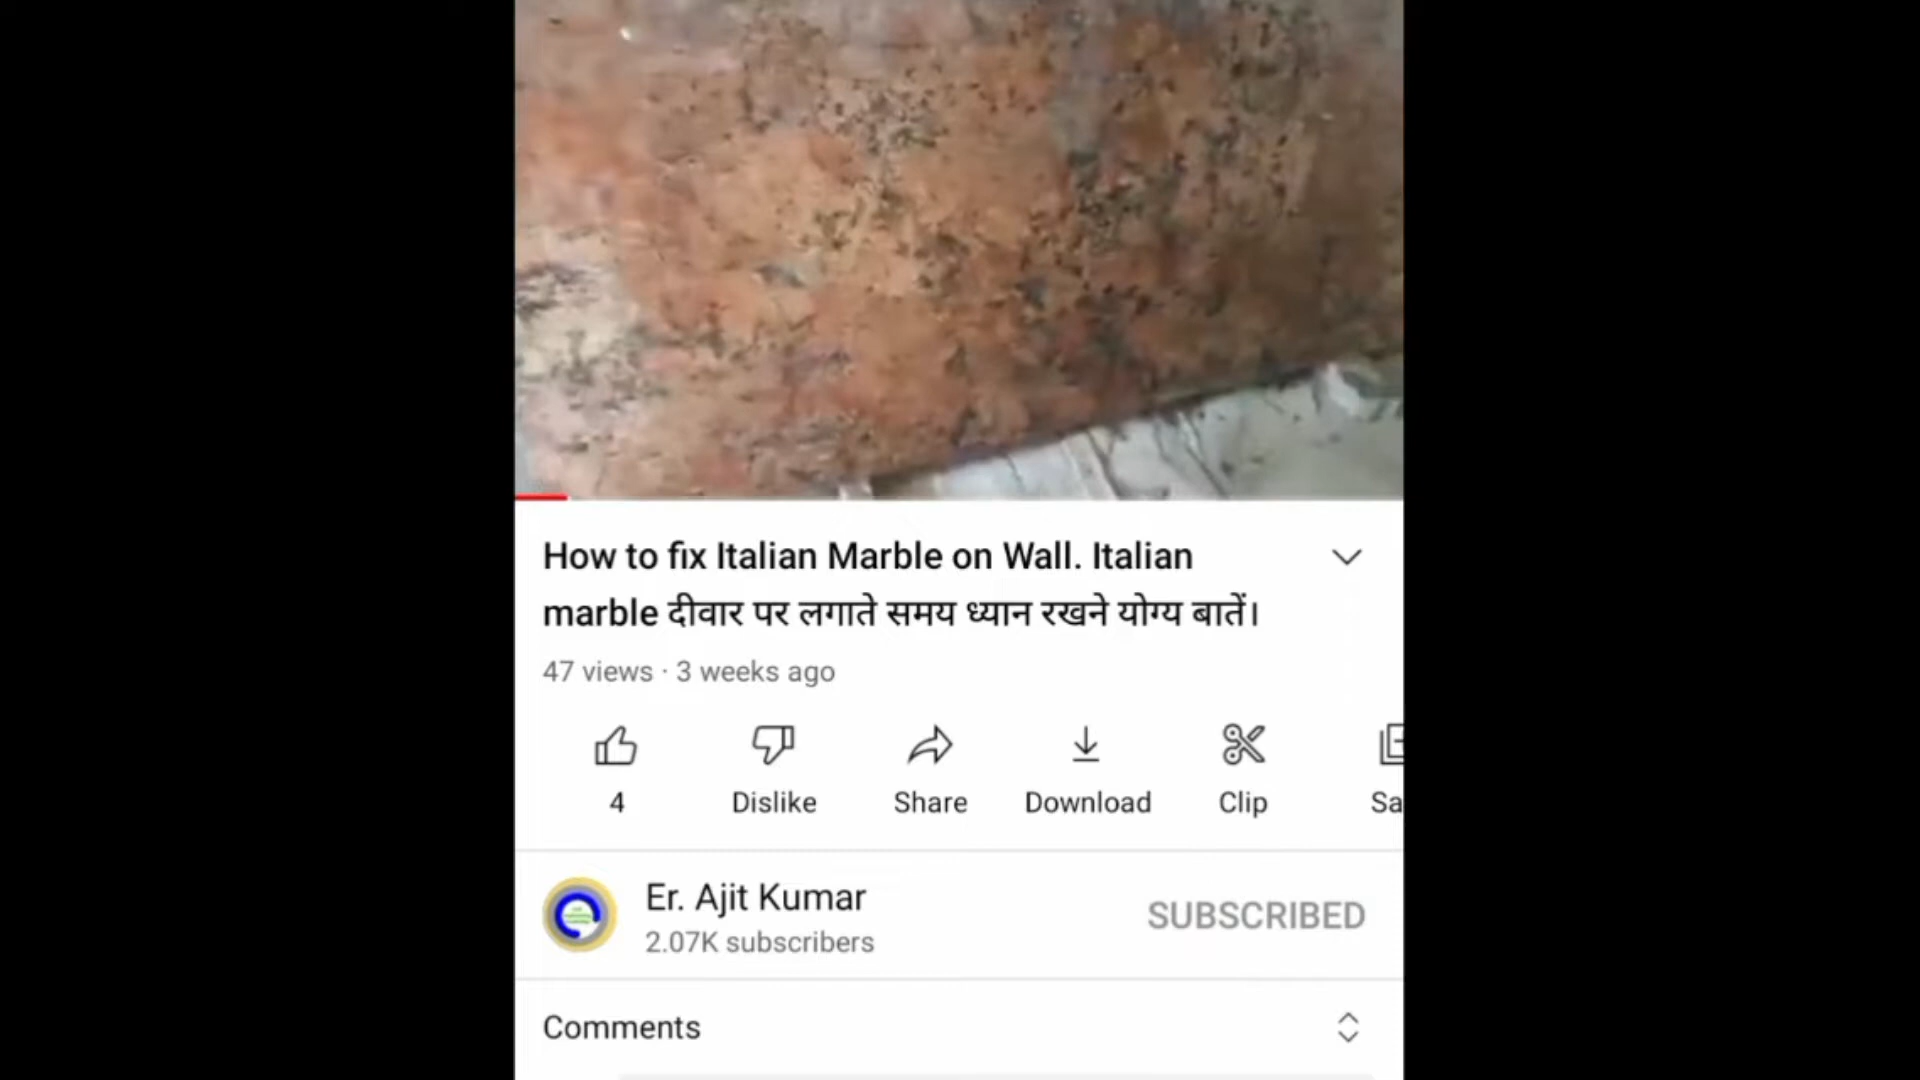 How to fix Italian Marble on Wall. Italian
marble दीवार पर लगाते समय ध्यान रखने योग्य बातें।
47 views · 3 weeks ago
4
Dislike
Share
Download
Clip
Sa
Er. Ajit Kumar
2.07K subscribers
SUBSCRIBED
Comments